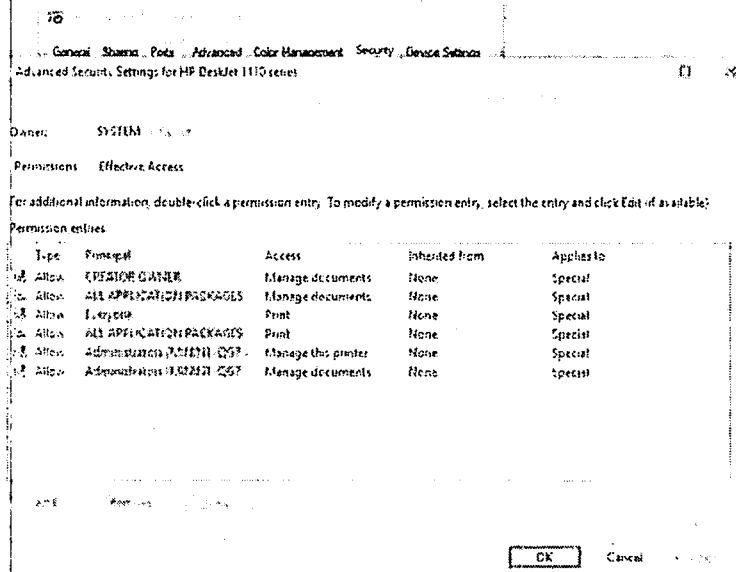 General Sharing Ports Advanced Color Management Security Device Settings
Advanced Security Settings for HP DeskJet 1110 series
Owner: SYSTEM
Permissions Effective Access
For additional information, double-click a permission entry. To modify a permission entry, select the entry and click Edit (if available).
Permission entries:
Type Principal Access Inherited from Applies to
Allow CREATOR OWNER Manage documents None Special
Allow ALL APPLICATION PACKAGES Manage documents None Special
Allow Everyone Print None Special
Allow ALL APPLICATION PACKAGES Print None Special
Allow Administrators Manage this printer None Special
Allow Administrators Manage documents None Special
Add Remove
OK Cancel